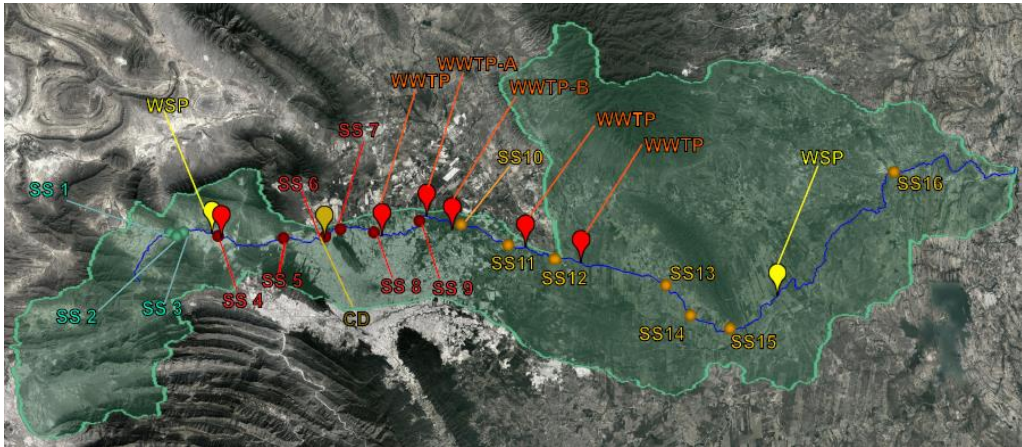 WWTP-A
WWTP
WWTP-B
WSP
WWTP
SS 7
SS10
WWTP
WSP
SS 1
SS 6
SS16
SS 2
SS 3
SS 4
SS 5
CD
SS 8
SS 9
SS11
SS12
SS13
SS14
SS15